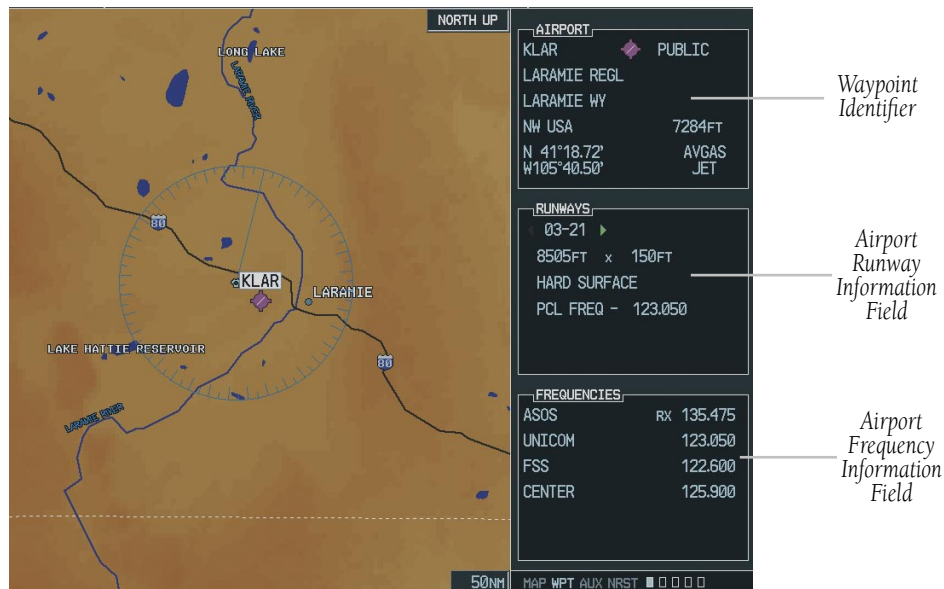 NORTH UP
LONG LAKE
LARAMIE RIVER
80
KLAR
LARAMIE
LAKE HATTIE RESERVOIR
80
LARAMIE RIVER
50NM
AIRPORT
KLAR PUBLIC
LARAMIE REGL
LARAMIE WY
NW USA 7284FT
N 41°18.72' AVGAS
W105°40.50' JET
RUNWAYS
03-21
8505FT x 150FT
HARD SURFACE
PCL FREQ - 123.050
FREQUENCIES
ASOS RX 135.475
UNICOM 123.050
FSS 122.600
CENTER 125.900
MAP WPT AUX NRST
Waypoint
Identifier
Airport
Runway
Information
Field
Airport
Frequency
Information
Field